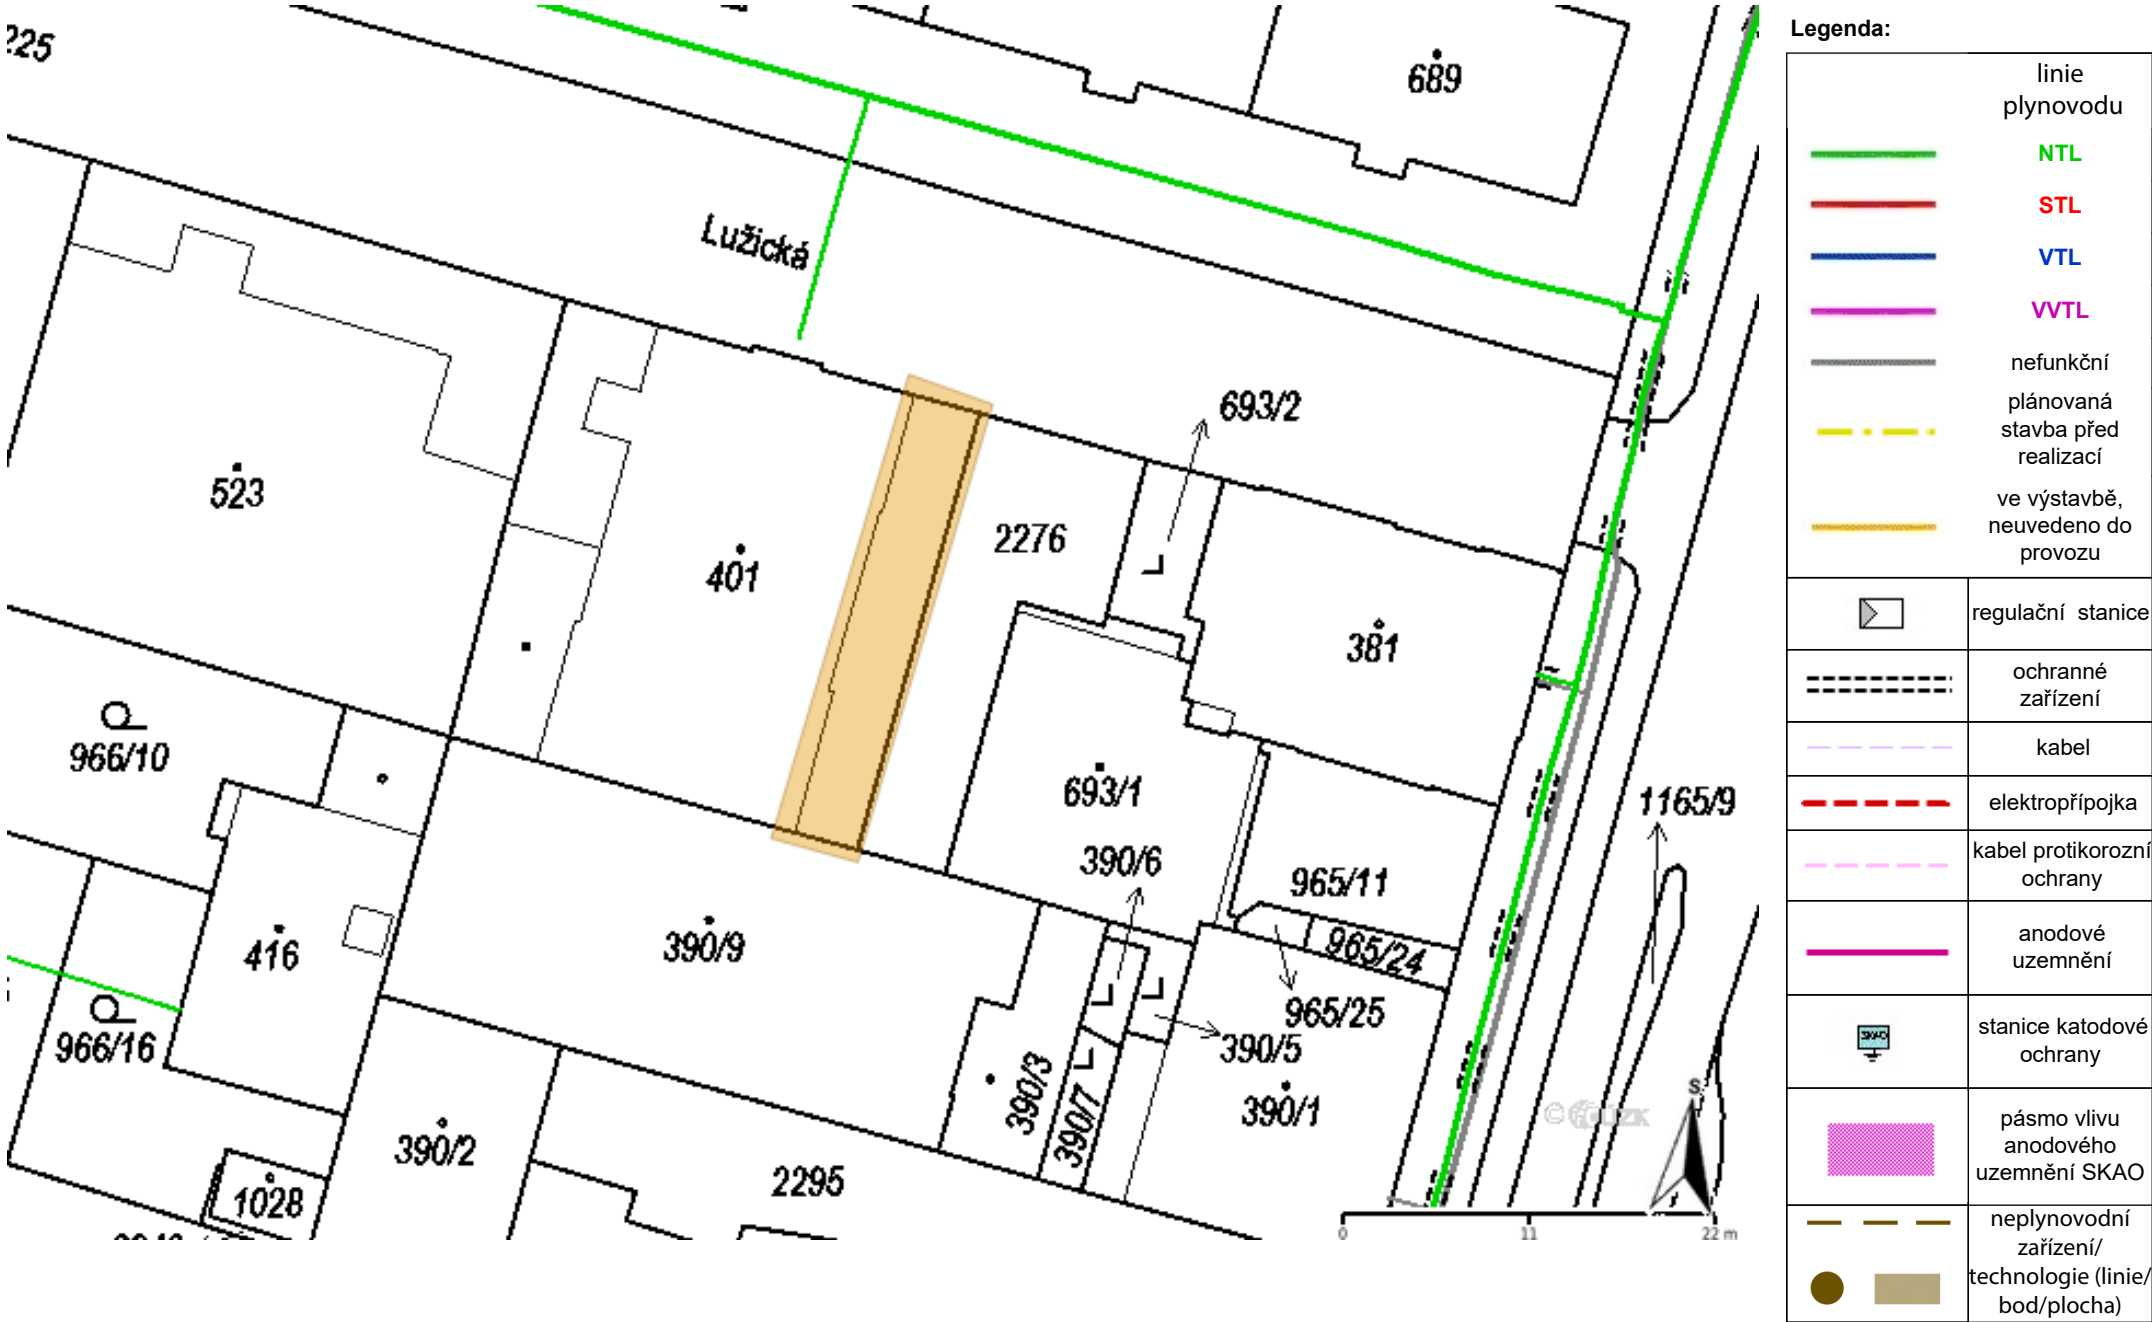 225
689
Lužická
693/2
523
401
2276
381
966/10
693/1
390/6
1165/9
965/11
416
390/9
965/24
965/25
966/16
390/5
390/3
390/7
390/1
390/2
2295
1028
©
ČÚZK
S
0 11 22 m
Legenda:
linie
plynovodu
NTL
STL
VTL
VVTL
nefunkční
plánovaná
stavba před
realizací
ve výstavbě,
neuvedeno do
provozu
regulační stanice
ochranné
zařízení
kabel
elektropřípojka
kabel protikorozní
ochrany
anodové
uzemnění
SKAO
stanice katodové
ochrany
pásmo vlivu
anodového
uzemnění SKAO
neplynovodní
zařízení/
technologie (linie/
bod/plocha)